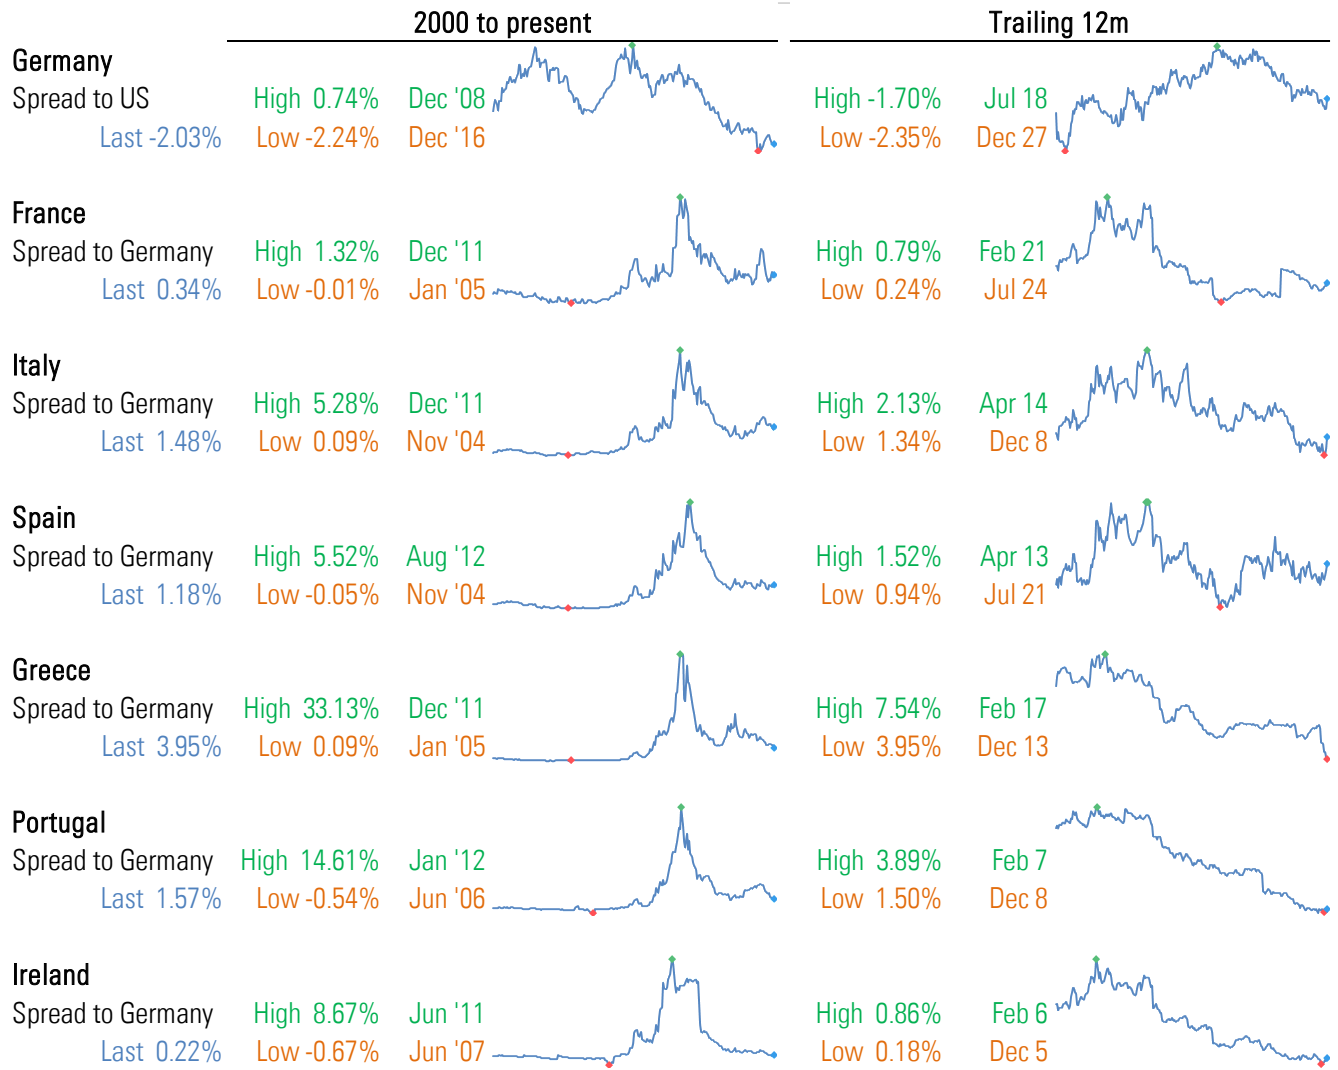 2000 to present Trailing 12m
Germany
Spread to US High 0.74% Dec '08 High -1.70% Jul 18
Last -2.03% Low -2.24% Dec '16 Low -2.35% Dec 27
France
Spread to Germany High 1.32% Dec '11 High 0.79% Feb 21
Last 0.34% Low -0.01% Jan '05 Low 0.24% Jul 24
Italy
Spread to Germany High 5.28% Dec '11 High 2.13% Apr 14
Last 1.48% Low 0.09% Nov '04 Low 1.34% Dec 8
Spain
Spread to Germany High 5.52% Aug '12 High 1.52% Apr 13
Last 1.18% Low -0.05% Nov '04 Low 0.94% Jul 21
Greece
Spread to Germany High 33.13% Dec '11 High 7.54% Feb 17
Last 3.95% Low 0.09% Jan '05 Low 3.95% Dec 13
Portugal
Spread to Germany High 14.61% Jan '12 High 3.89% Feb 7
Last 1.57% Low -0.54% Jun '06 Low 1.50% Dec 8
Ireland
Spread to Germany High 8.67% Jun '11 High 0.86% Feb 6
Last 0.22% Low -0.67% Jun '07 Low 0.18% Dec 5